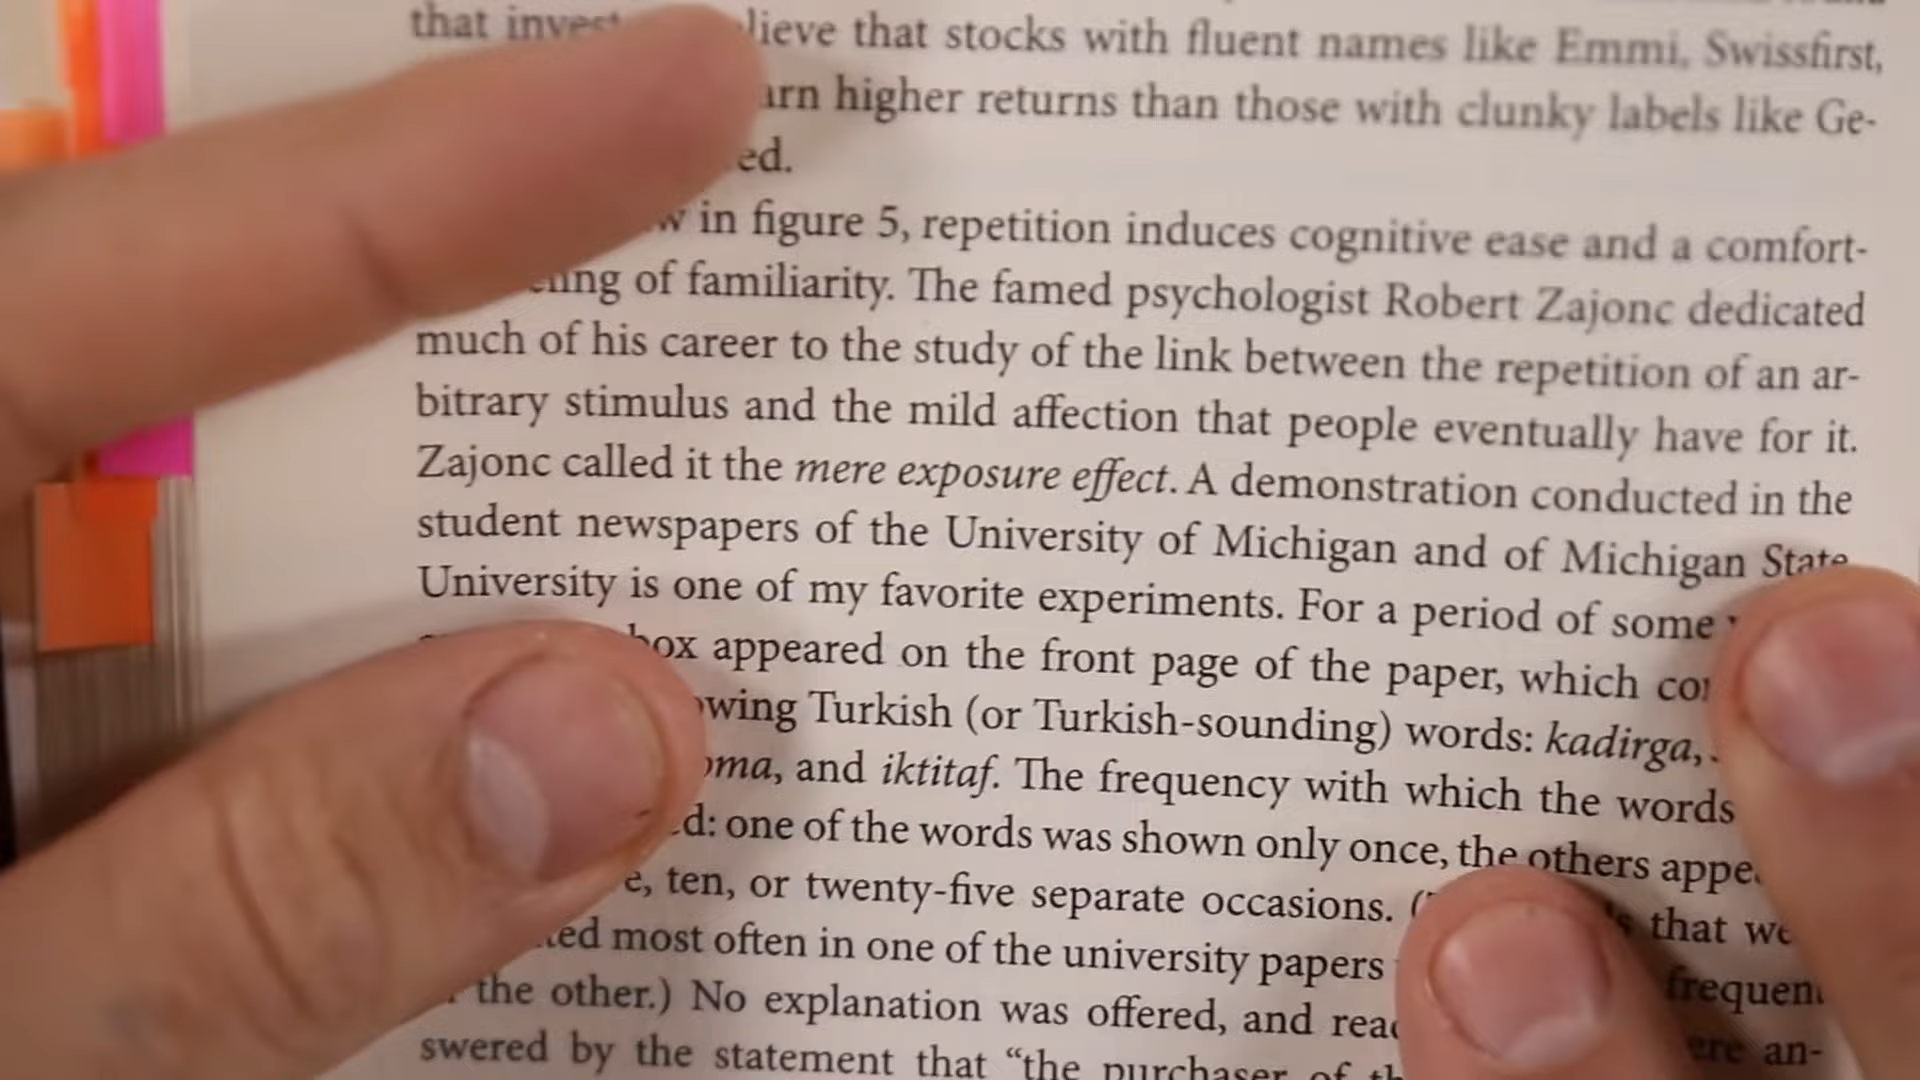 that lieve that stocks with fluent names like Emmi, Swissfirst,
higher returns than those with clunky labels like Ge-
ed.
in figure 5, repetition induces cognitive ease and a comfort-
of familiarity. The famed psychologist Robert Zajonc dedicated
much of his career to the study of the link between the repetition of an ar-
bitrary stimulus and the mild affection that people eventually have for it.
Zajonc called it the mere exposure effect. A demonstration conducted in the
student newspapers of the University of Michigan and of Michigan State
University is one of my favorite experiments. For a period of some
box appeared on the front page of the paper, which
owing Turkish (or Turkish-sounding) words: kadirga,
oma, and iktitaf. The frequency with which the words
ed: one of the words was shown only once, the others
ten, or twenty-five separate occasions. ( that
most often in one of the university papers
the other.) No explanation was offered, and
swered by the statement that “the purchaser of
an-